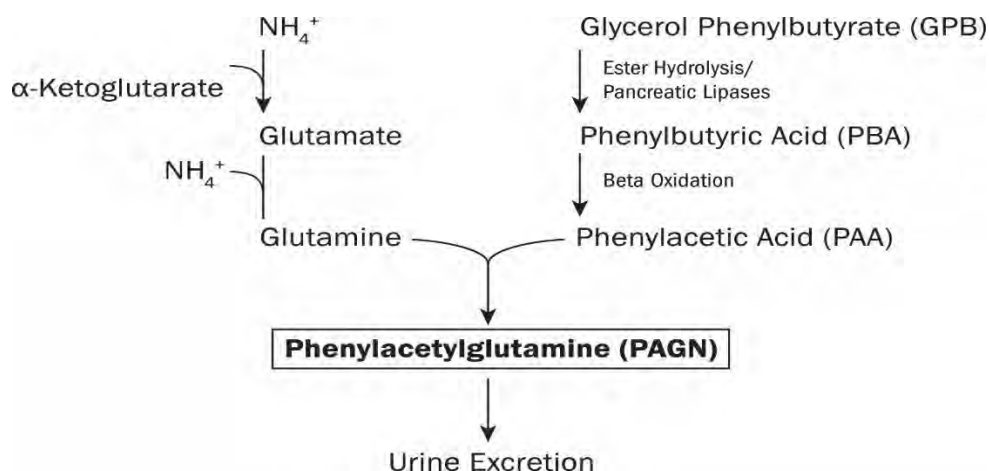 NH₄⁺
Glycerol Phenylbutyrate (GPB)
α-Ketoglutarate
Ester Hydrolysis/
Pancreatic Lipases
Glutamate
Phenylbutyric Acid (PBA)
NH₄⁺
Beta Oxidation
Glutamine
Phenylacetic Acid (PAA)
Phenylacetylglutamine (PAGN)
Urine Excretion